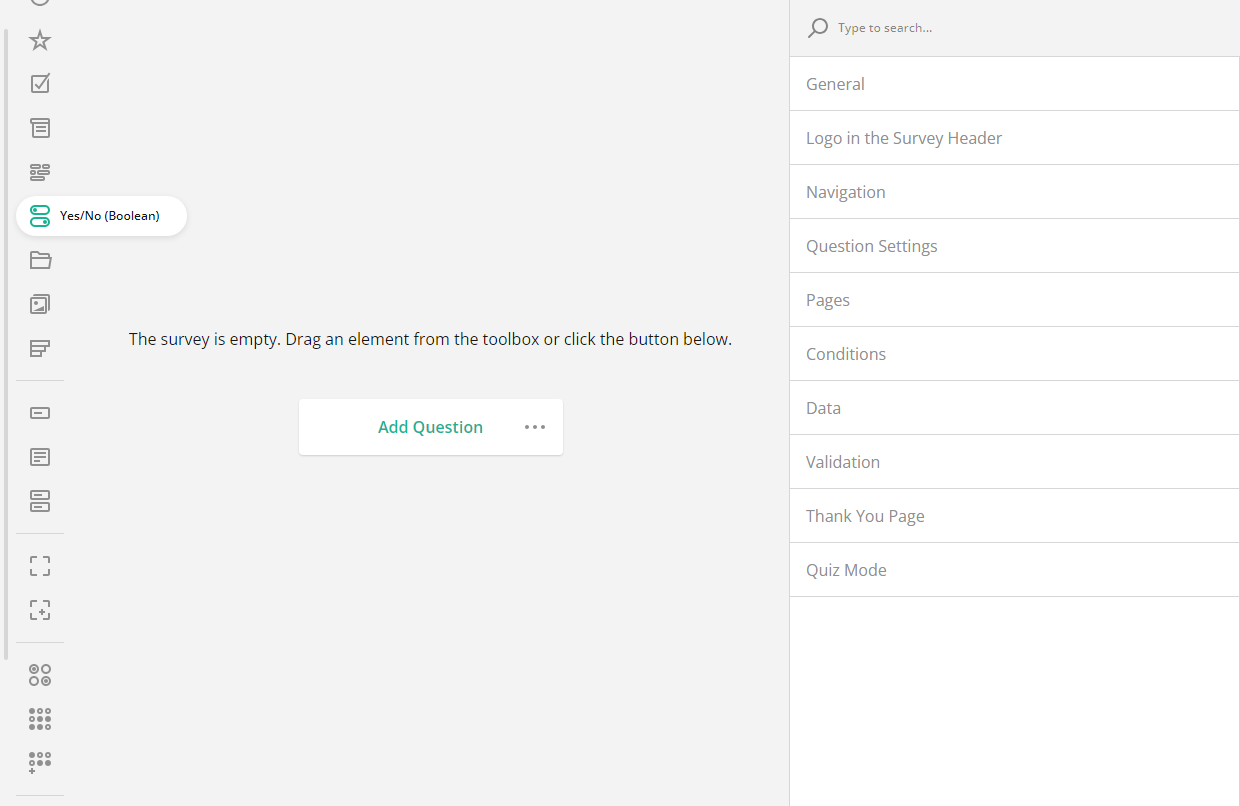 Yes/No (Boolean)
The survey is empty. Drag an element from the toolbox or click the button below.
Add Question
Type to search...
General
Logo in the Survey Header
Navigation
Question Settings
Pages
Conditions
Data
Validation
Thank You Page
Quiz Mode